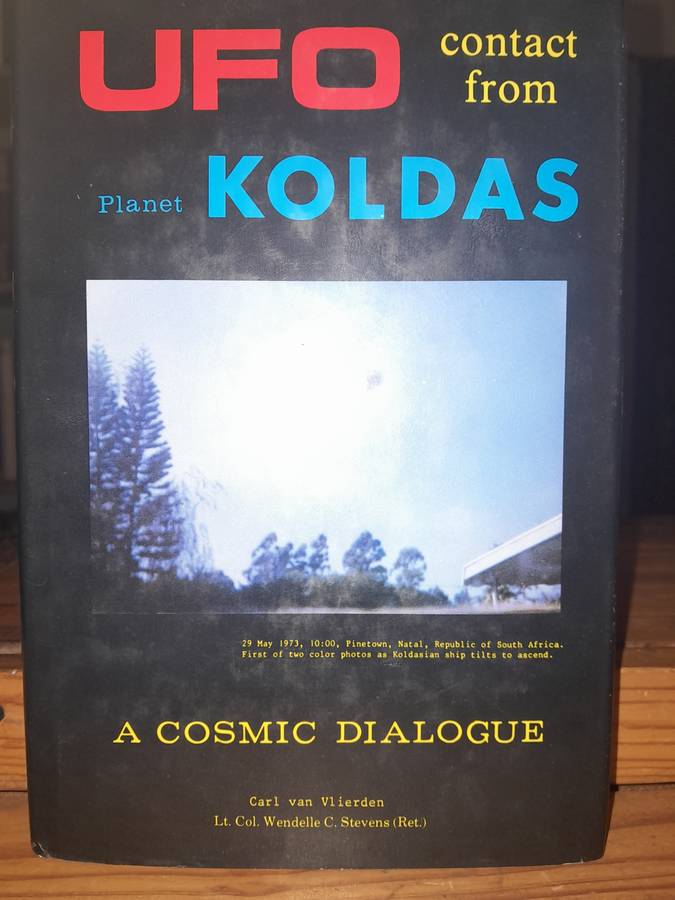 UFO contact
from
Planet KOLDAS
29 May 1973, 10:00, Pinetown, Natal, Republic of South Africa.
First of two color photos as Koldasian ship tilts to ascend.
A COSMIC DIALOGUE
Carl van Vlierden
Lt. Col. Wendelle C. Stevens (Ret.)